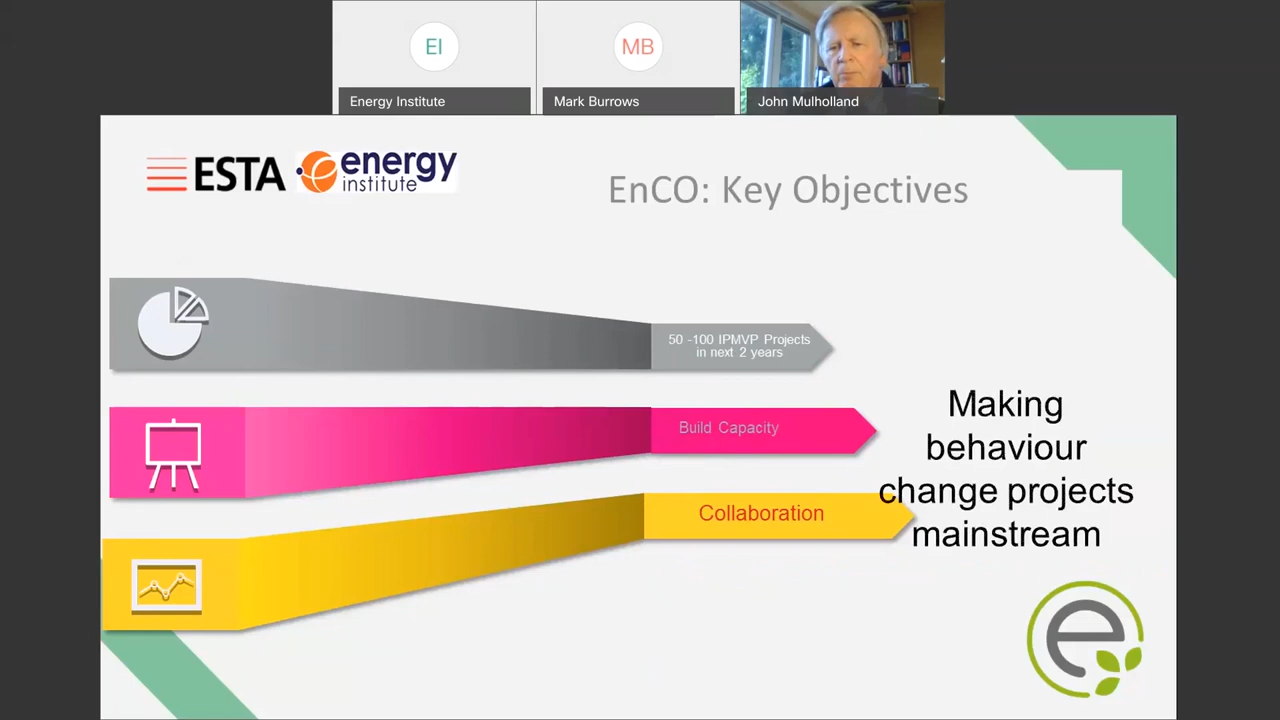 EI
MB
Energy Institute
Mark Burrows
John Mulholland
ESTA
energy
institute
EnCO: Key Objectives
50 -100 IPMVP Projects
in next 2 years
Build Capacity
Collaboration
Making
behaviour
change projects
mainstream
e